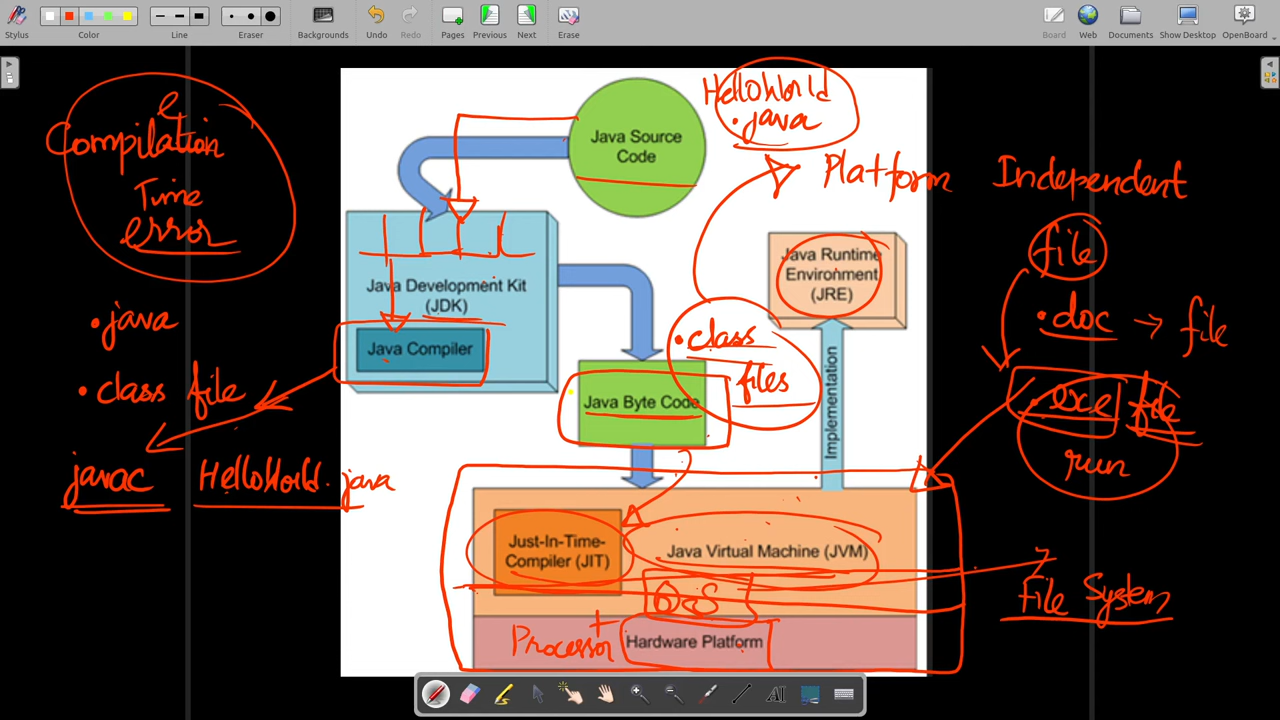 Stylus
Color
Line
Eraser
Backgrounds
Undo
Redo
Pages
Previous
Next
Erase
Board
Web
Documents
Show Desktop
OpenBoard
Compilation
Time
error
.java
.class file
javac HelloWorld.java
Java Source
Code
HelloWorld
.java
Platform Independent
file
.doc → file
.exe file
run
File System
Java Development Kit
(JDK)
Java Compiler
Java Runtime
Environment
(JRE)
.class
files
Java Byte Code
Implementation
Just-In-Time-
Compiler (JIT)
Java Virtual Machine (JVM)
OS
Processor + Hardware Platform
AI